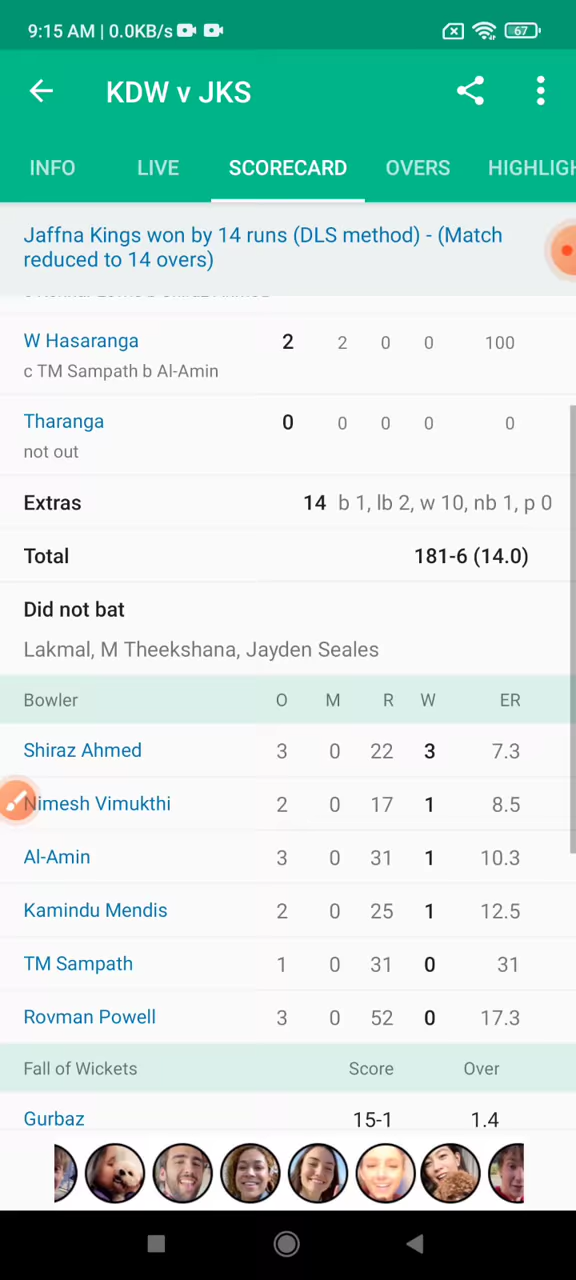 9:15 AM | 0.0KB/s 67
KDW v JKS
INFO LIVE SCORECARD OVERS HIGHLIGH
Jaffna Kings won by 14 runs (DLS method) - (Match
reduced to 14 overs)
W Hasaranga 2 2 0 0 100
c TM Sampath b Al-Amin
Tharanga 0 0 0 0 0
not out
Extras 14 b 1, lb 2, w 10, nb 1, p 0
Total 181-6 (14.0)
Did not bat
Lakmal, M Theekshana, Jayden Seales
Bowler O M R W ER
Shiraz Ahmed 3 0 22 3 7.3
Nimesh Vimukthi 2 0 17 1 8.5
Al-Amin 3 0 31 1 10.3
Kamindu Mendis 2 0 25 1 12.5
TM Sampath 1 0 31 0 31
Rovman Powell 3 0 52 0 17.3
Fall of Wickets Score Over
Gurbaz 15-1 1.4